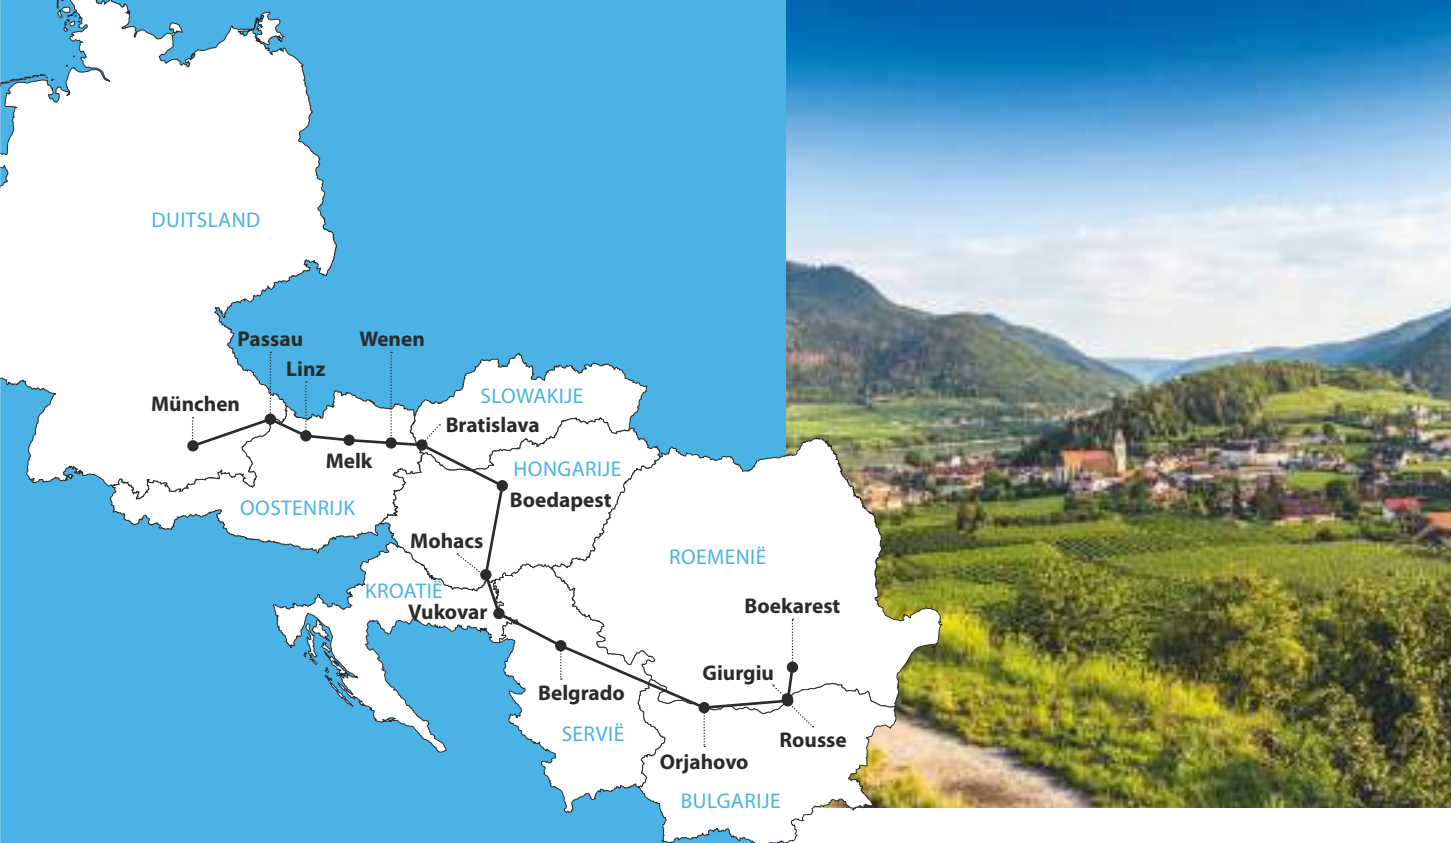 DUITSLAND
Passau
Wenen
Linz
München
SLOWAKIJE
Bratislava
Melk
HONGARIJE
Boedapest
OOSTENRIJK
Mohacs
ROEMENIË
KROATIË
Vukovar
Boekarest
Giurgiu
Belgrado
SERVIË
Rousse
Orjahovo
BULGARIJE